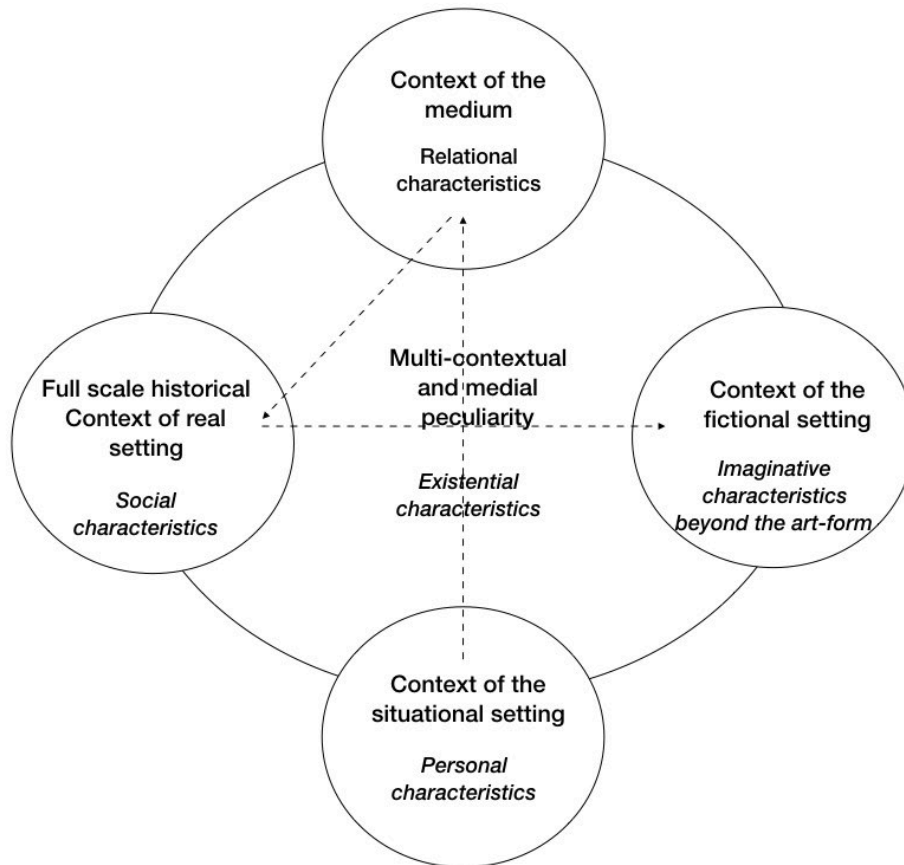 Context of the
medium
Relational
characteristics
Full scale historical
Context of real
setting
Social
characteristics
Multi-contextual
and medial
peculiarity
Existential
characteristics
Context of the
fictional setting
Imaginative
characteristics
beyond the art-form
Context of the
situational setting
Personal
characteristics